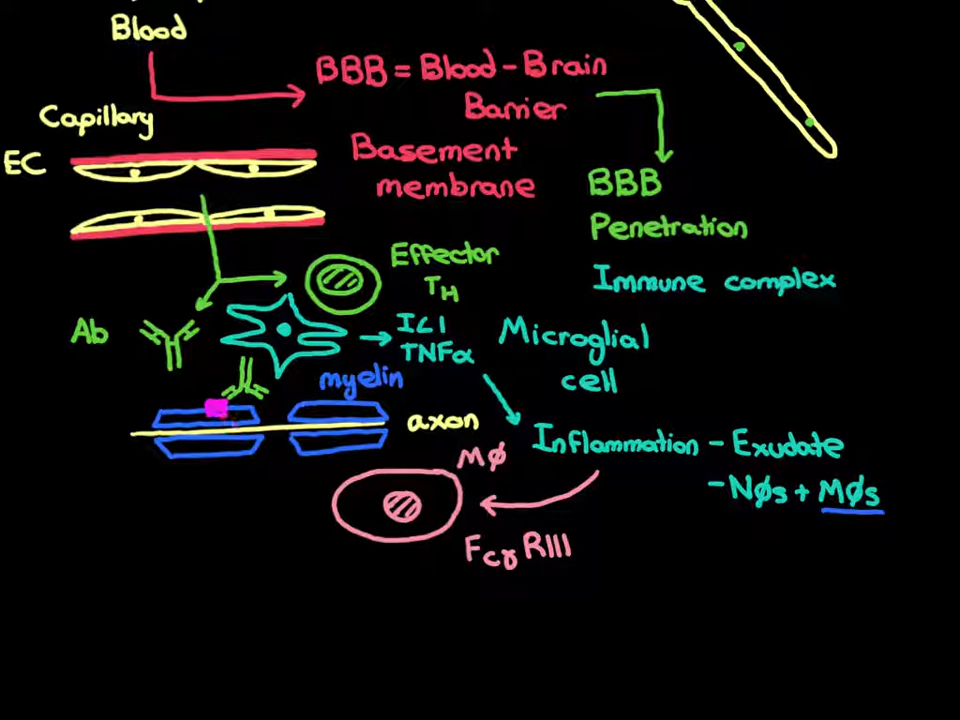 Blood
BBB = Blood-Brain
Barrier
Capillary
EC
Basement
membrane
BBB
Penetration
Effector
TH
Immune complex
Ab
IL1
TNFα
Microglial
cell
myelin
axon
Inflammation - Exudate
- NØs + MØs
MØ
FcγRIII